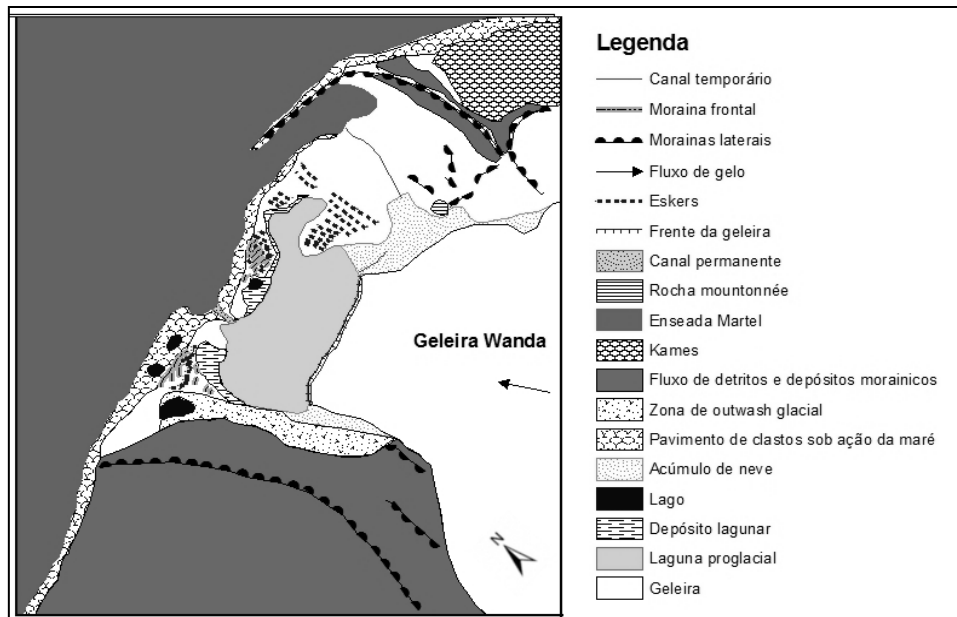 Legenda
Canal temporário
Moraina frontal
Morainas laterais
Fluxo de gelo
Eskers
Frente da geleira
Canal permanente
Rocha mountonnée
Enseada Martel
Kames
Fluxo de detritos e depósitos morainicos
Zona de outwash glacial
Pavimento de clastos sob ação da maré
Acúmulo de neve
Lago
Depósito lagunar
Laguna proglacial
Geleira
Geleira Wanda
N